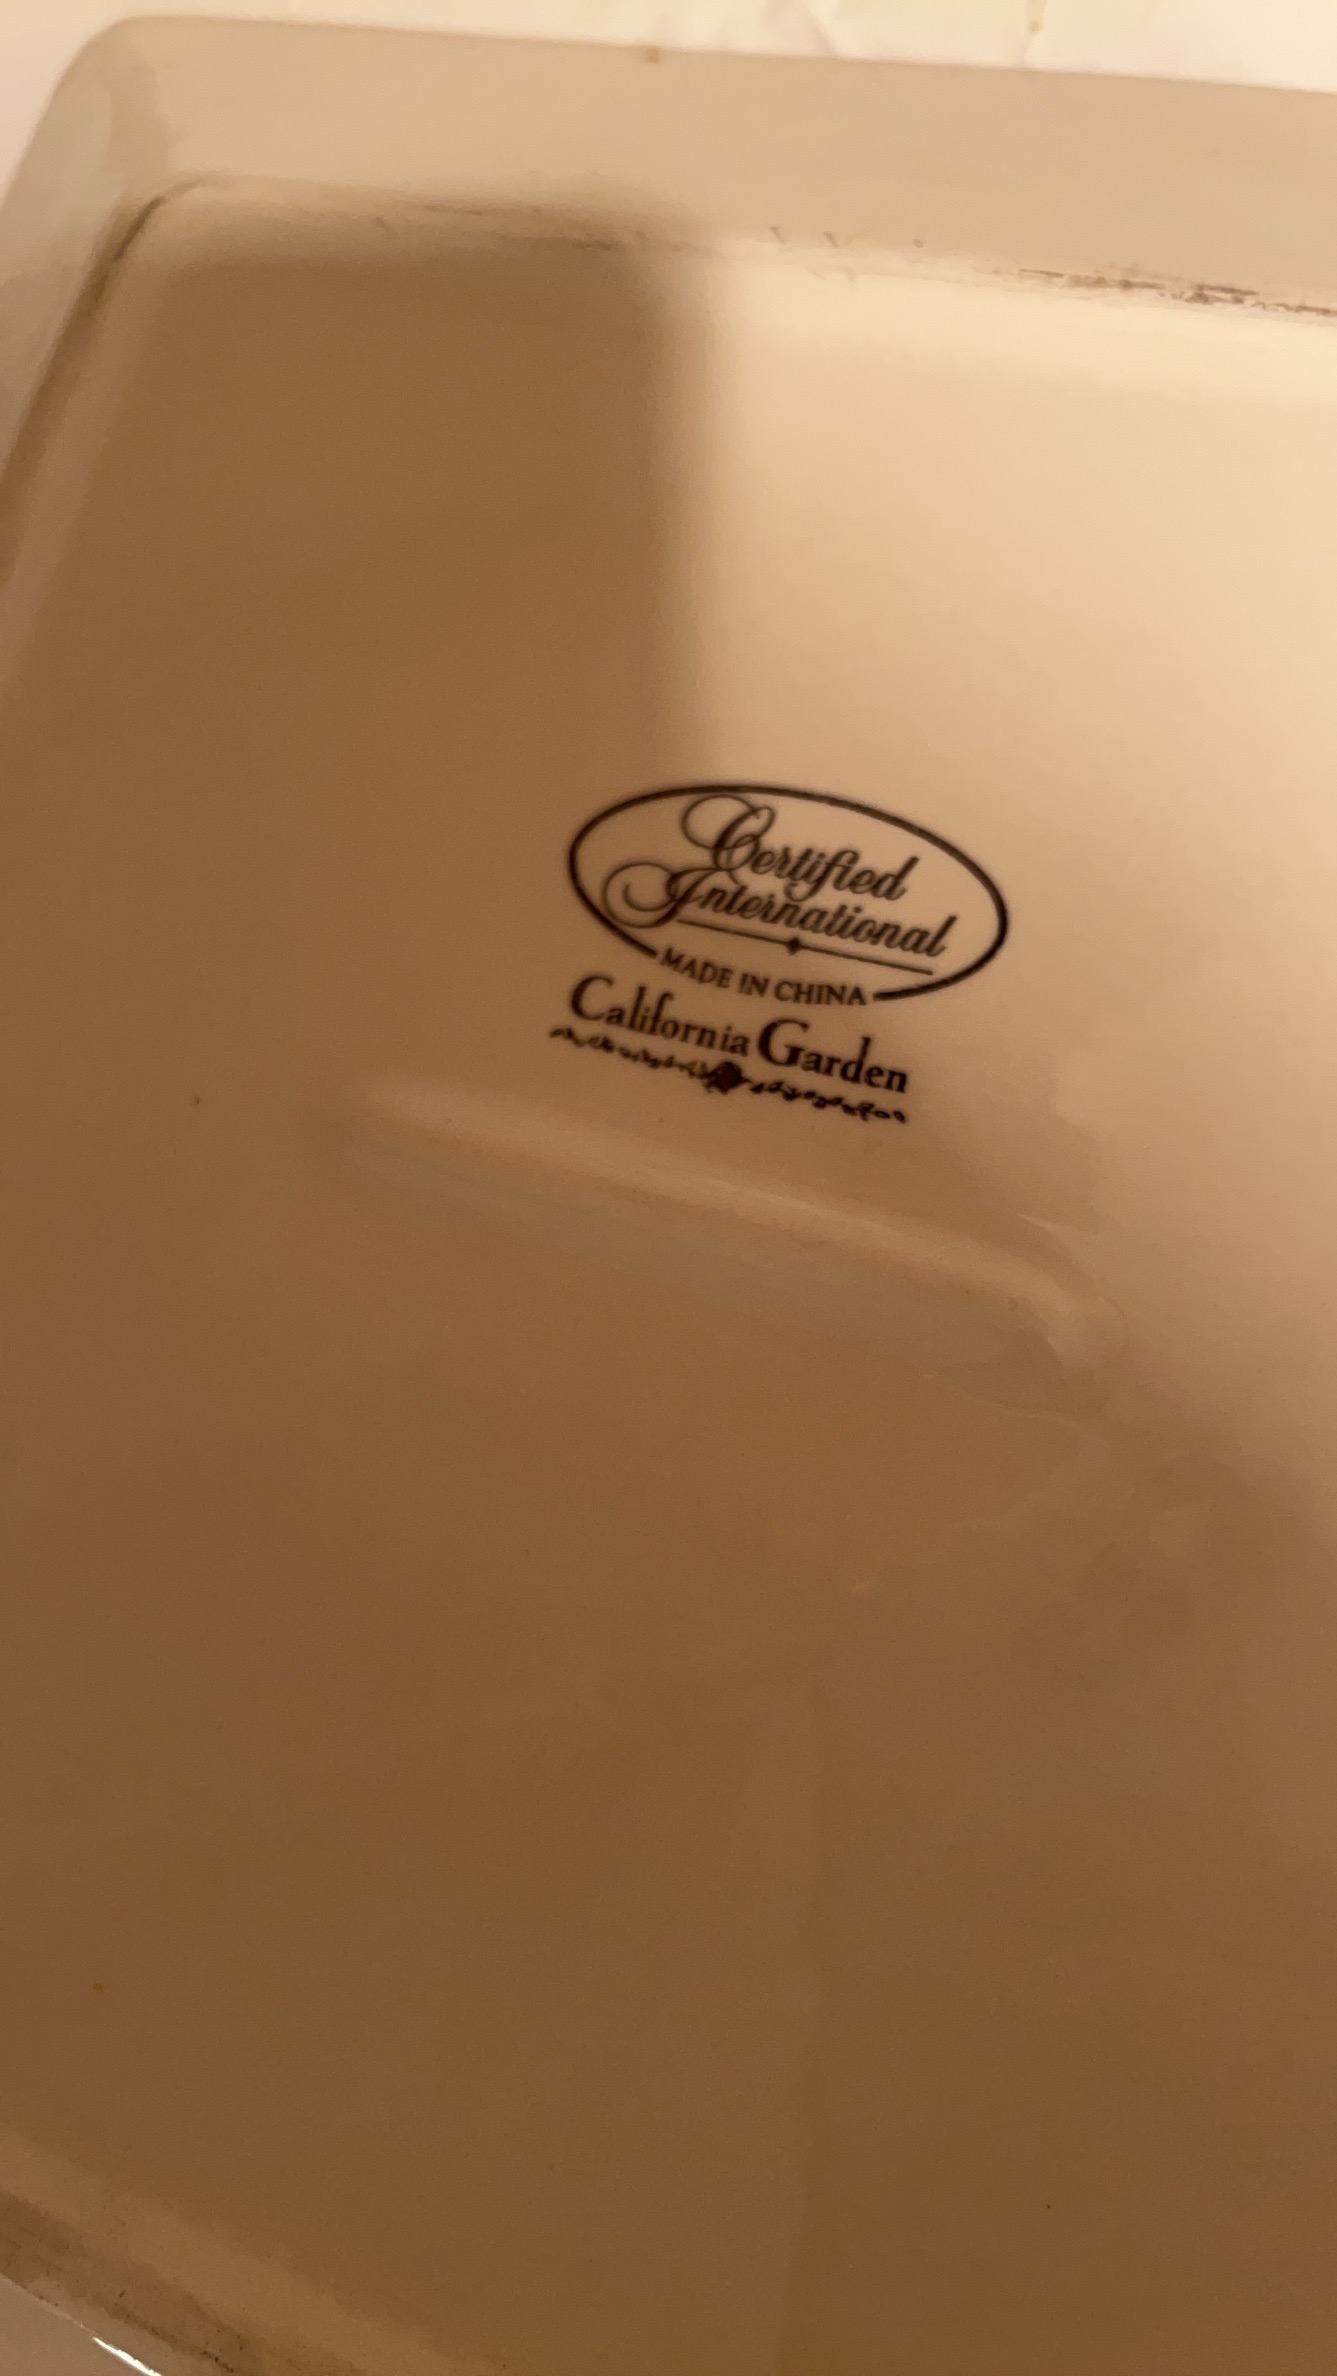 Certified
International
MADE IN CHINA
California Garden